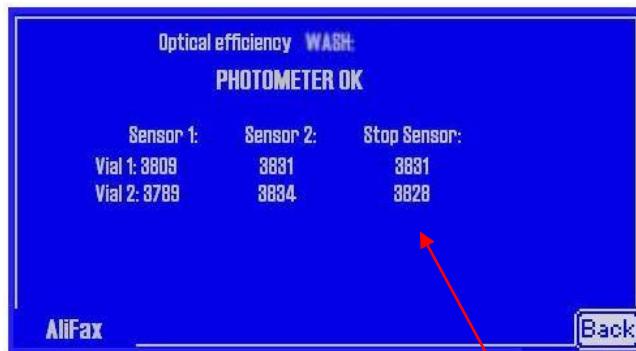 Optical efficiency WASH:
PHOTOMETER OK
Sensor 1: Sensor 2: Stop Sensor:
Vial 1: 3809 3831 3831
Vial 2: 3789 3834 3828
AliFax
Back